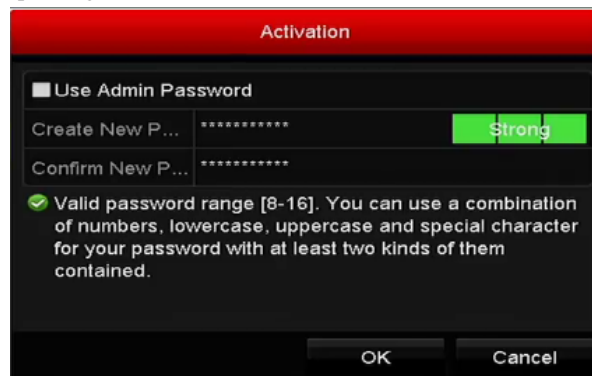 Activation
Use Admin Password
Create New P... ***********
Strong
Confirm New P... ***********
Valid password range [8-16]. You can use a combination
of numbers, lowercase, uppercase and special character
for your password with at least two kinds of them
contained.
OK Cancel